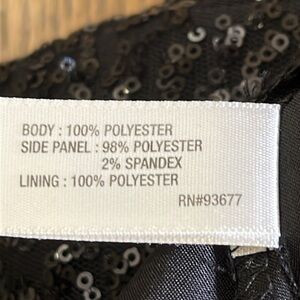 BODY : 100% POLYESTER
SIDE PANEL : 98% POLYESTER
2% SPANDEX
LINING : 100% POLYESTER
RN#93677